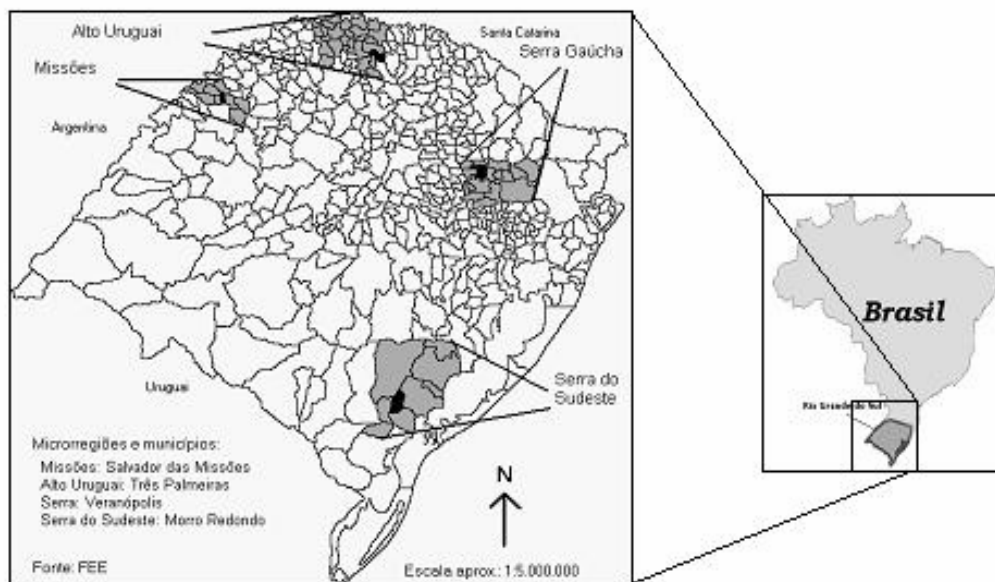 Alto Uruguai
Santa Catarina
Serra Gaúcha
Missões
Argentina
Brasil
Rio Grande do Sul
Uruguai
Serra do
Sudeste
Microrregiões e municípios:
Missões: Salvador das Missões
Alto Uruguai: Três Palmeiras
Serra: Veranópolis
Serra do Sudeste: Morro Redondo
N
Fonte: FEE
Escala aprox.: 1:5.000.000